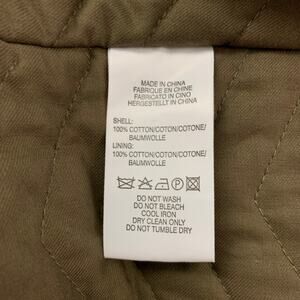 MADE IN CHINA
FABRIQUE EN CHINE
FABRICATO IN CINO
HERGESTELLT IN CHINA
SHELL:
100% COTTON/COTON/COTONE/
BAUMWOLLE
LINING:
100% COTTON/COTON/COTONE/
BAUMWOLLE
DO NOT WASH
DO NOT BLEACH
COOL IRON
DRY CLEAN ONLY
DO NOT TUMBLE DRY